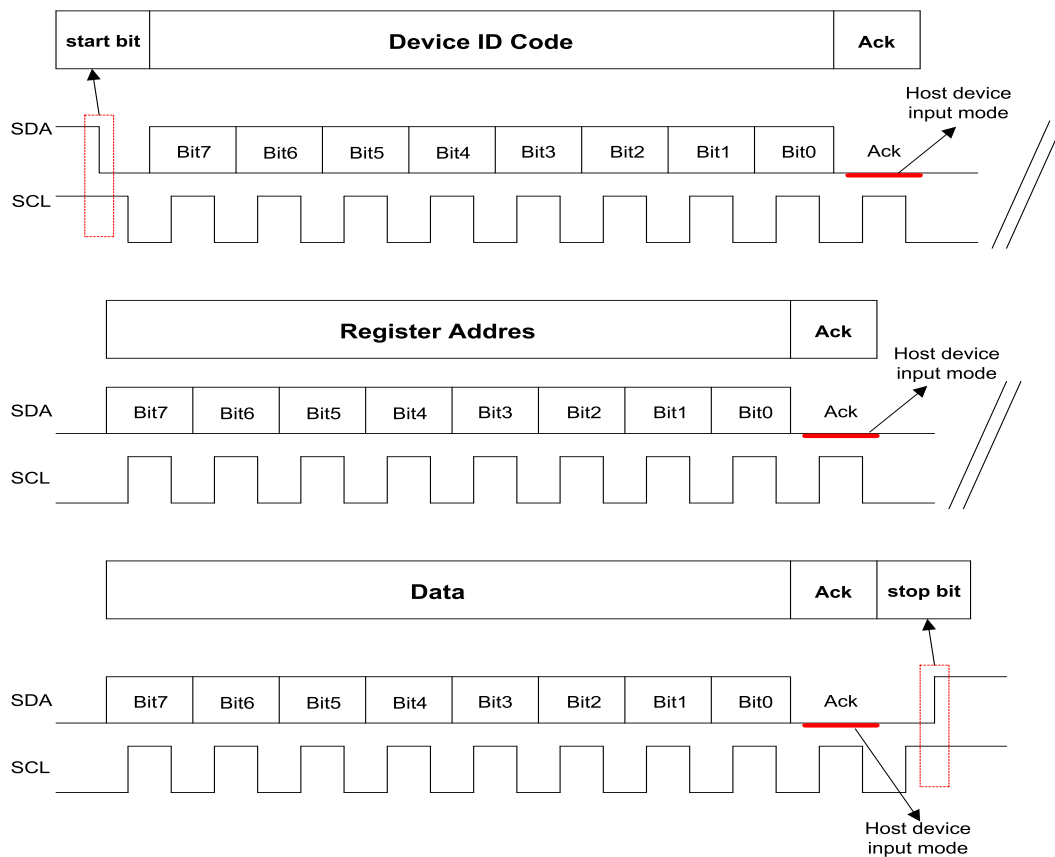 start bit Device ID Code Ack
Host device
input mode
SDA
Bit7 Bit6 Bit5 Bit4 Bit3 Bit2 Bit1 Bit0 Ack
SCL
Register Addres Ack
Host device
input mode
SDA
Bit7 Bit6 Bit5 Bit4 Bit3 Bit2 Bit1 Bit0 Ack
SCL
Data Ack stop bit
SDA
Bit7 Bit6 Bit5 Bit4 Bit3 Bit2 Bit1 Bit0 Ack
SCL
Host device
input mode